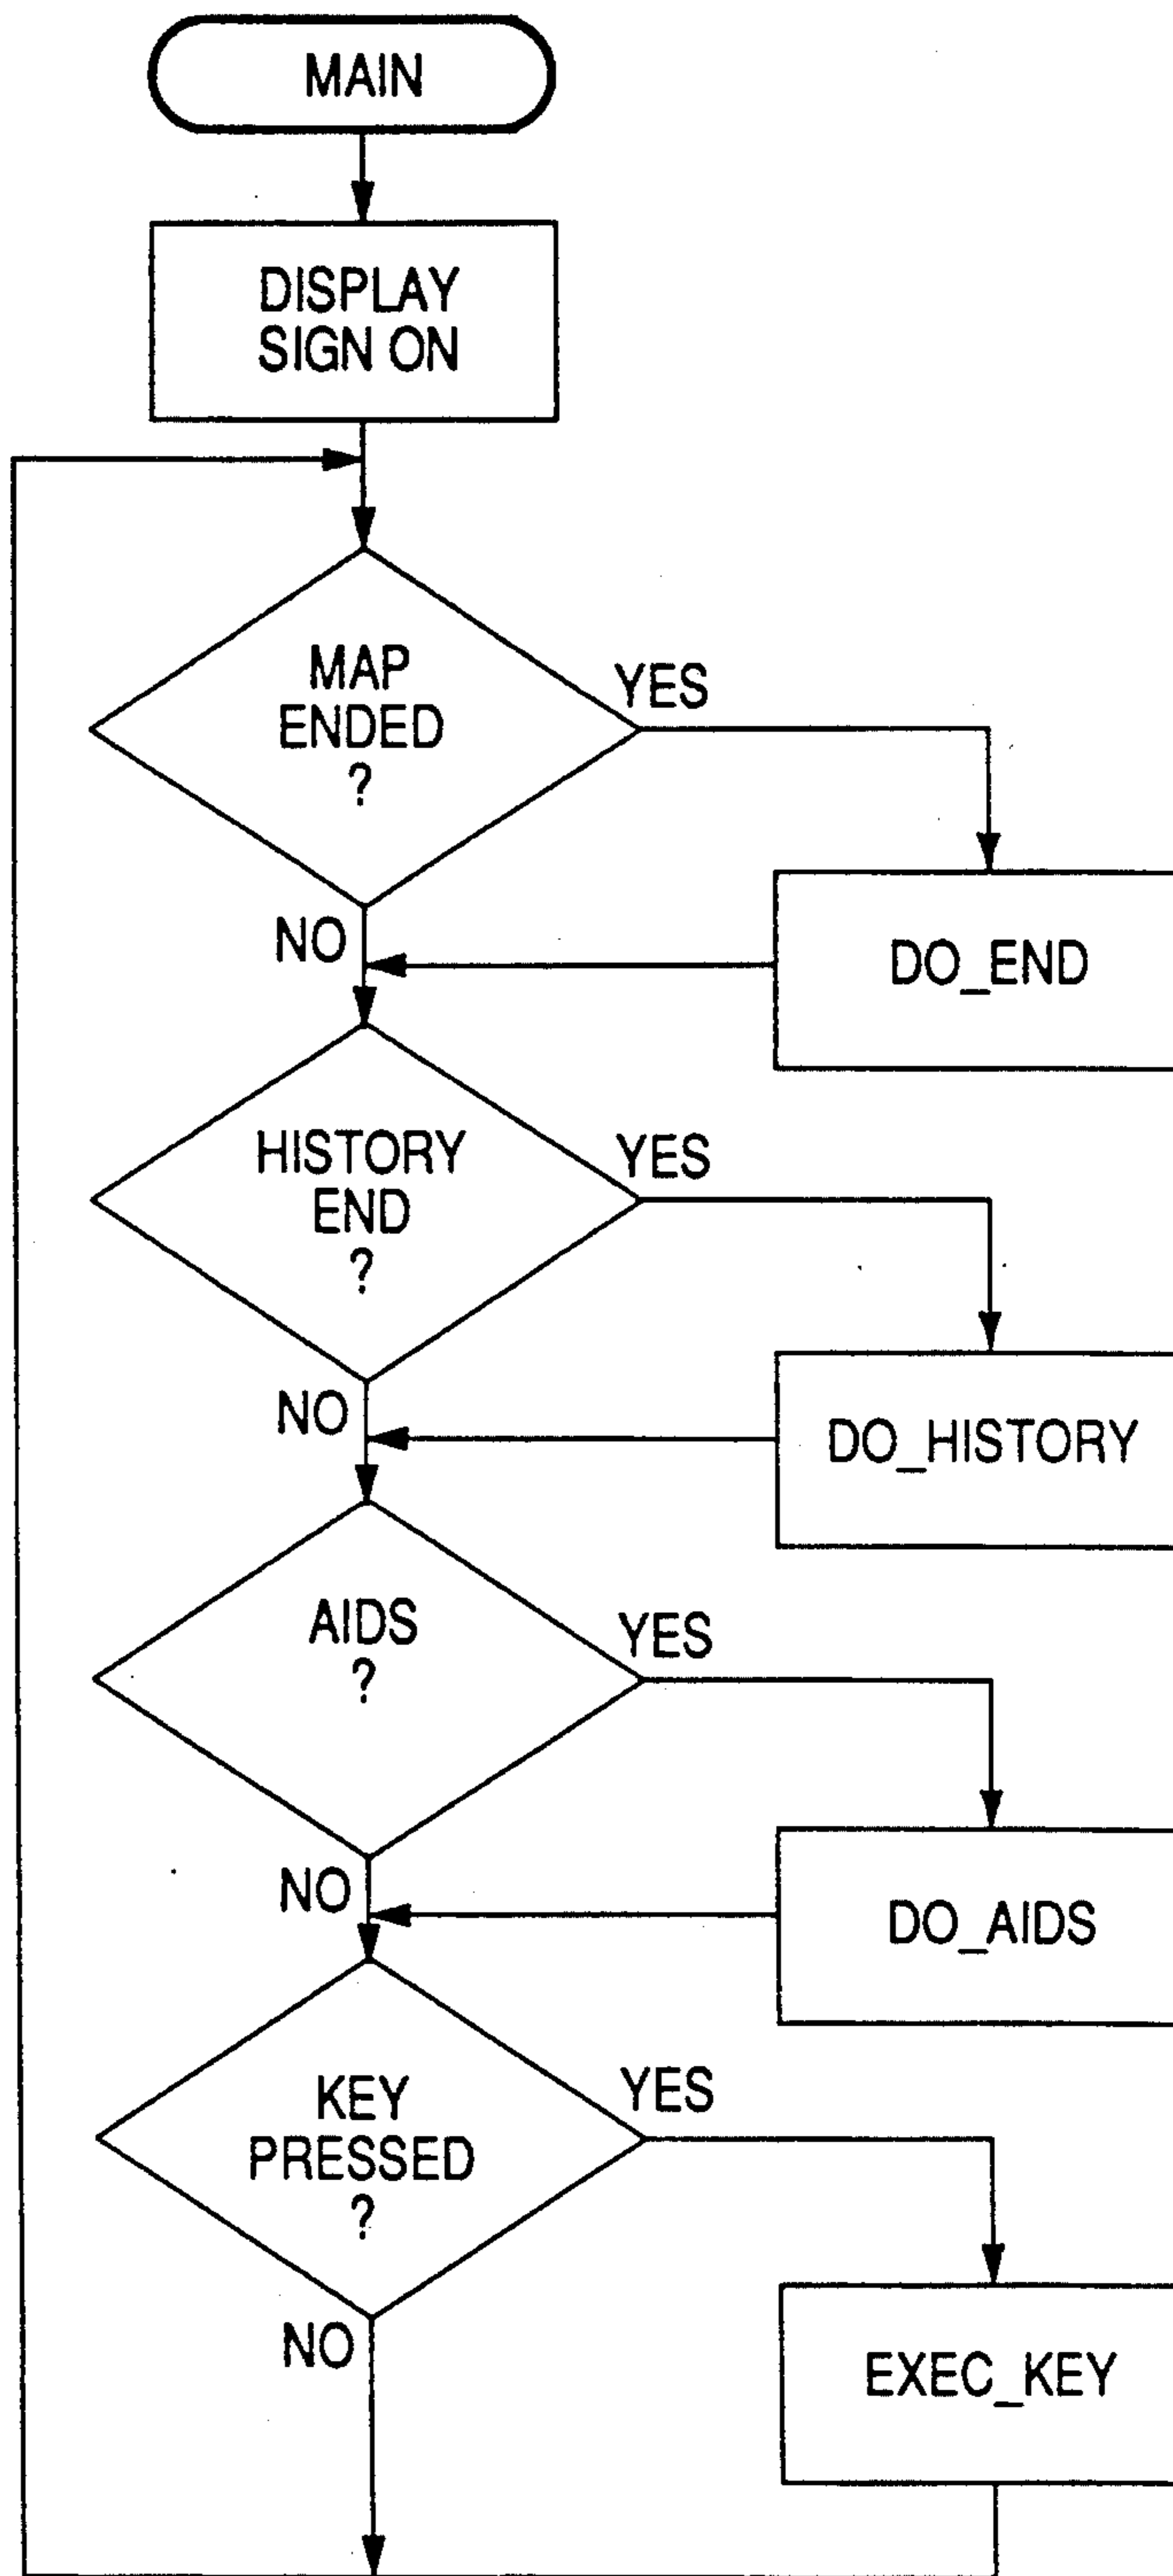 MAIN
DISPLAY
SIGN ON
MAP
ENDED
?
YES
NO
DO_END
HISTORY
END
?
YES
NO
DO_HISTORY
AIDS
?
YES
NO
DO_AIDS
KEY
PRESSED
?
YES
NO
EXEC_KEY